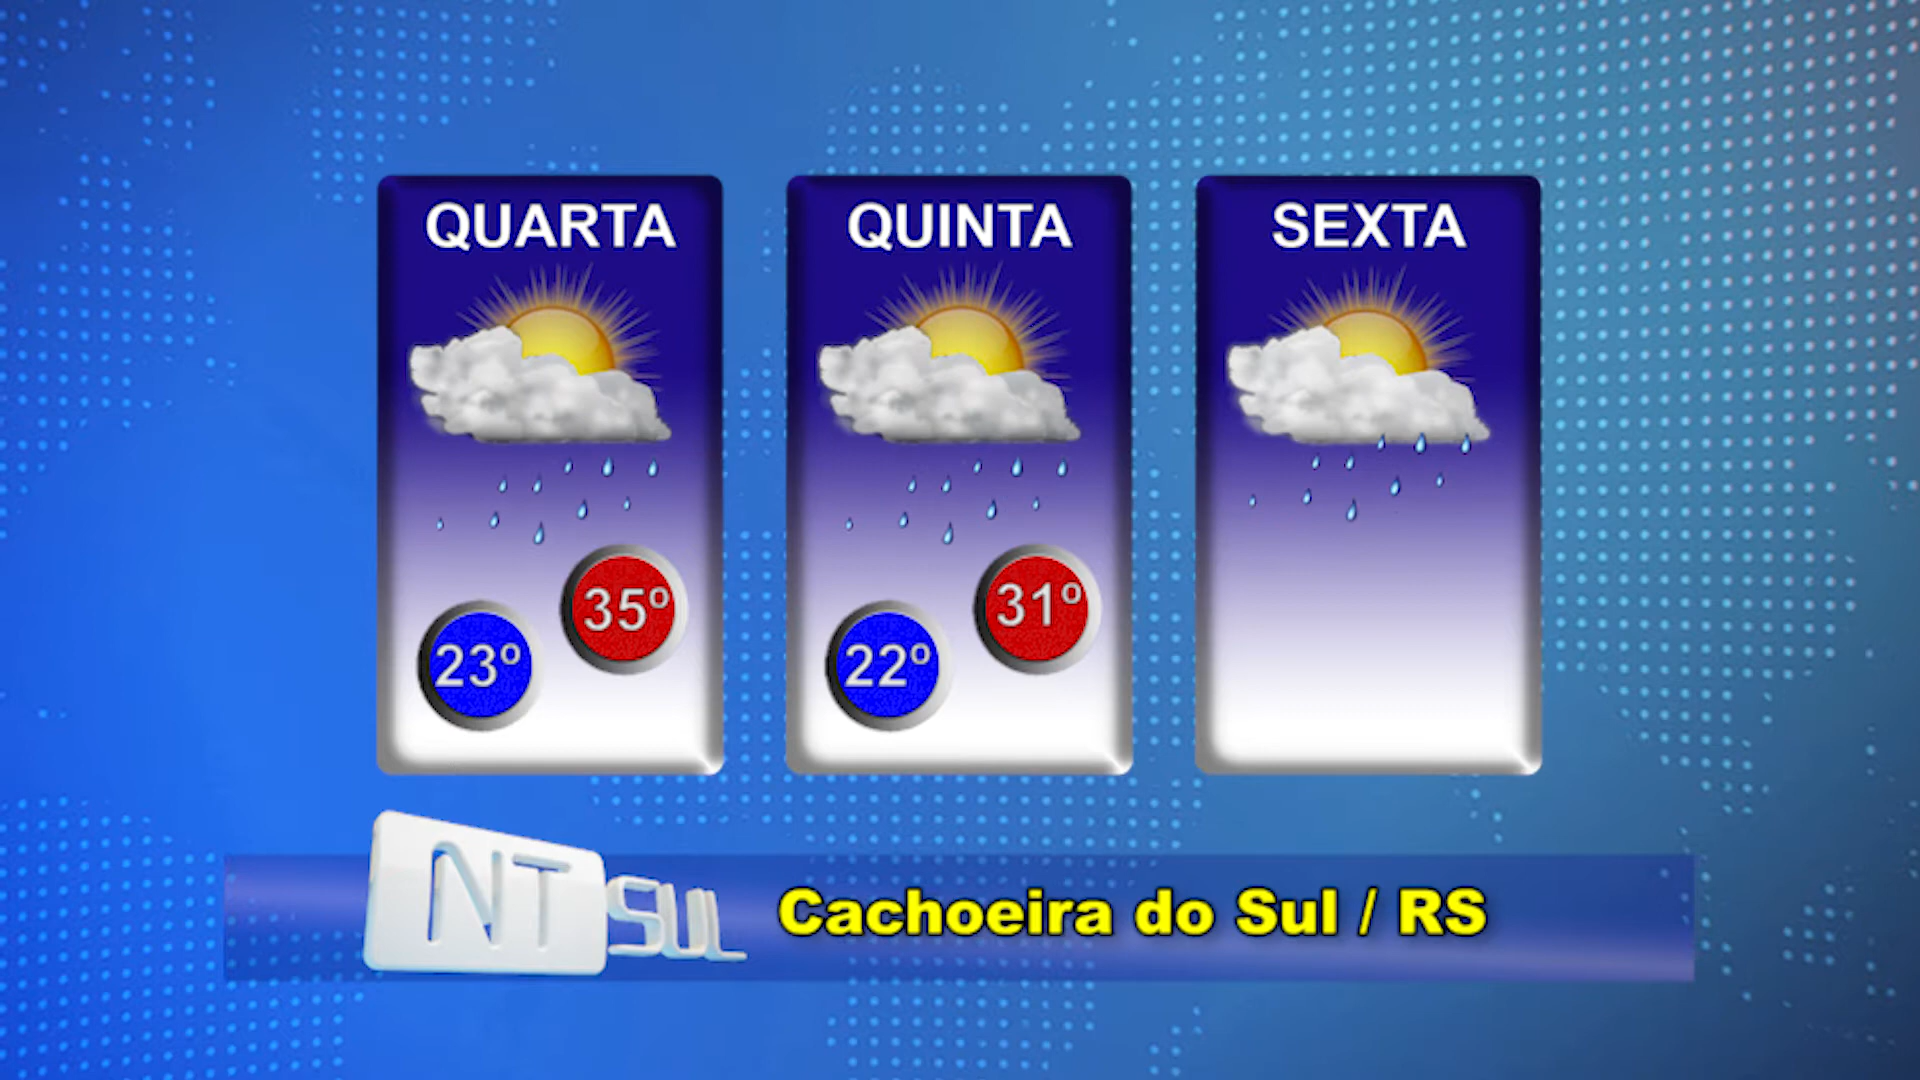 QUARTA
QUINTA
SEXTA
35º
31º
23º
22º
NT SUL
Cachoeira do Sul / RS